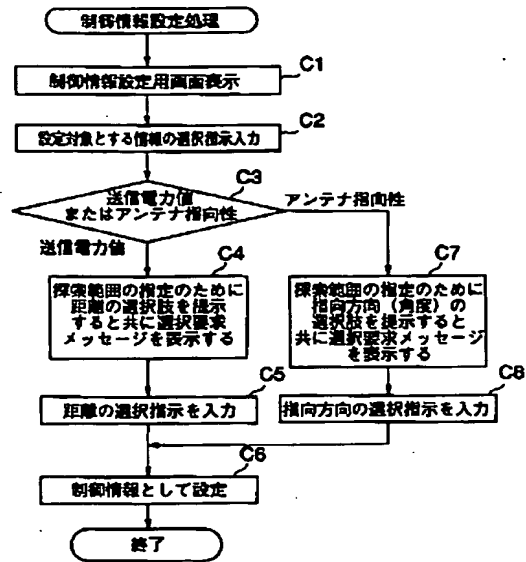 制御情報設定処理
C1
制御情報設定用画面表示
C2
設定対象とする情報の選択指示入力
C3
送信電力値
またはアンテナ指向性
アンテナ指向性
送信電力値
C4
探索範囲の指定のために
距離の選択肢を提示
すると共に選択要求
メッセージを表示する
C7
探索範囲の指定のために
指向方向（角度）の
選択肢を提示すると
共に選択要求メッセージ
を表示する
C5
距離の選択指示を入力
C8
指向方向の選択指示を入力
C6
制御情報として設定
終了